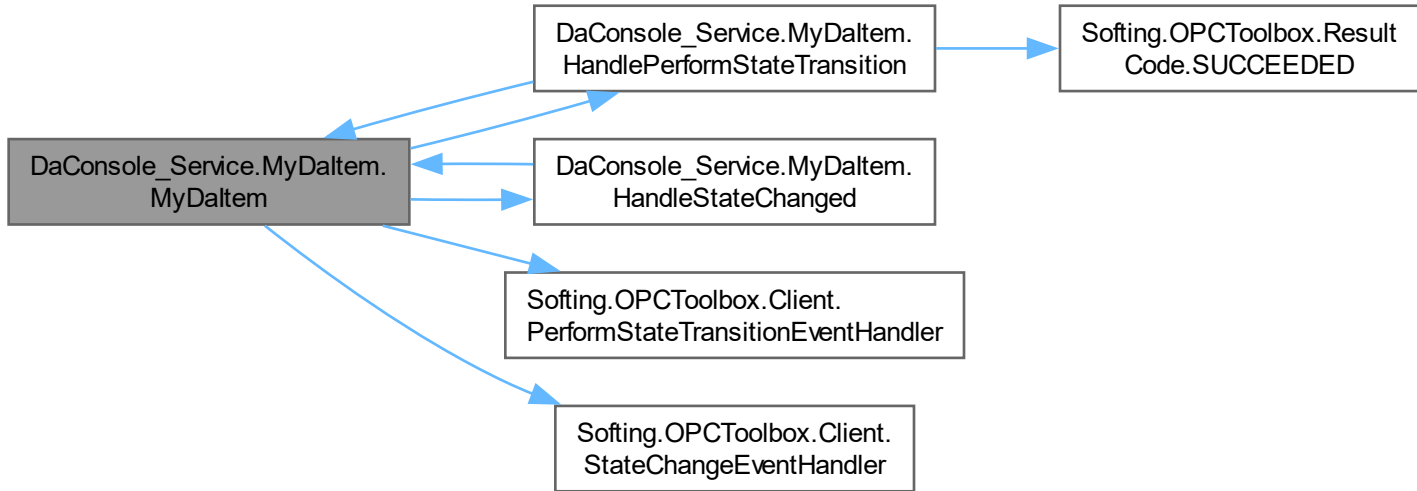 DaConsole_Service.MyDaItem.
HandlePerformStateTransition
Softing.OPCToolbox.Result
Code.SUCCEEDED
DaConsole_Service.MyDaItem.
MyDaItem
DaConsole_Service.MyDaItem.
HandleStateChanged
Softing.OPCToolbox.Client.
PerformStateTransitionEventHandler
Softing.OPCToolbox.Client.
StateChangeEventHandler